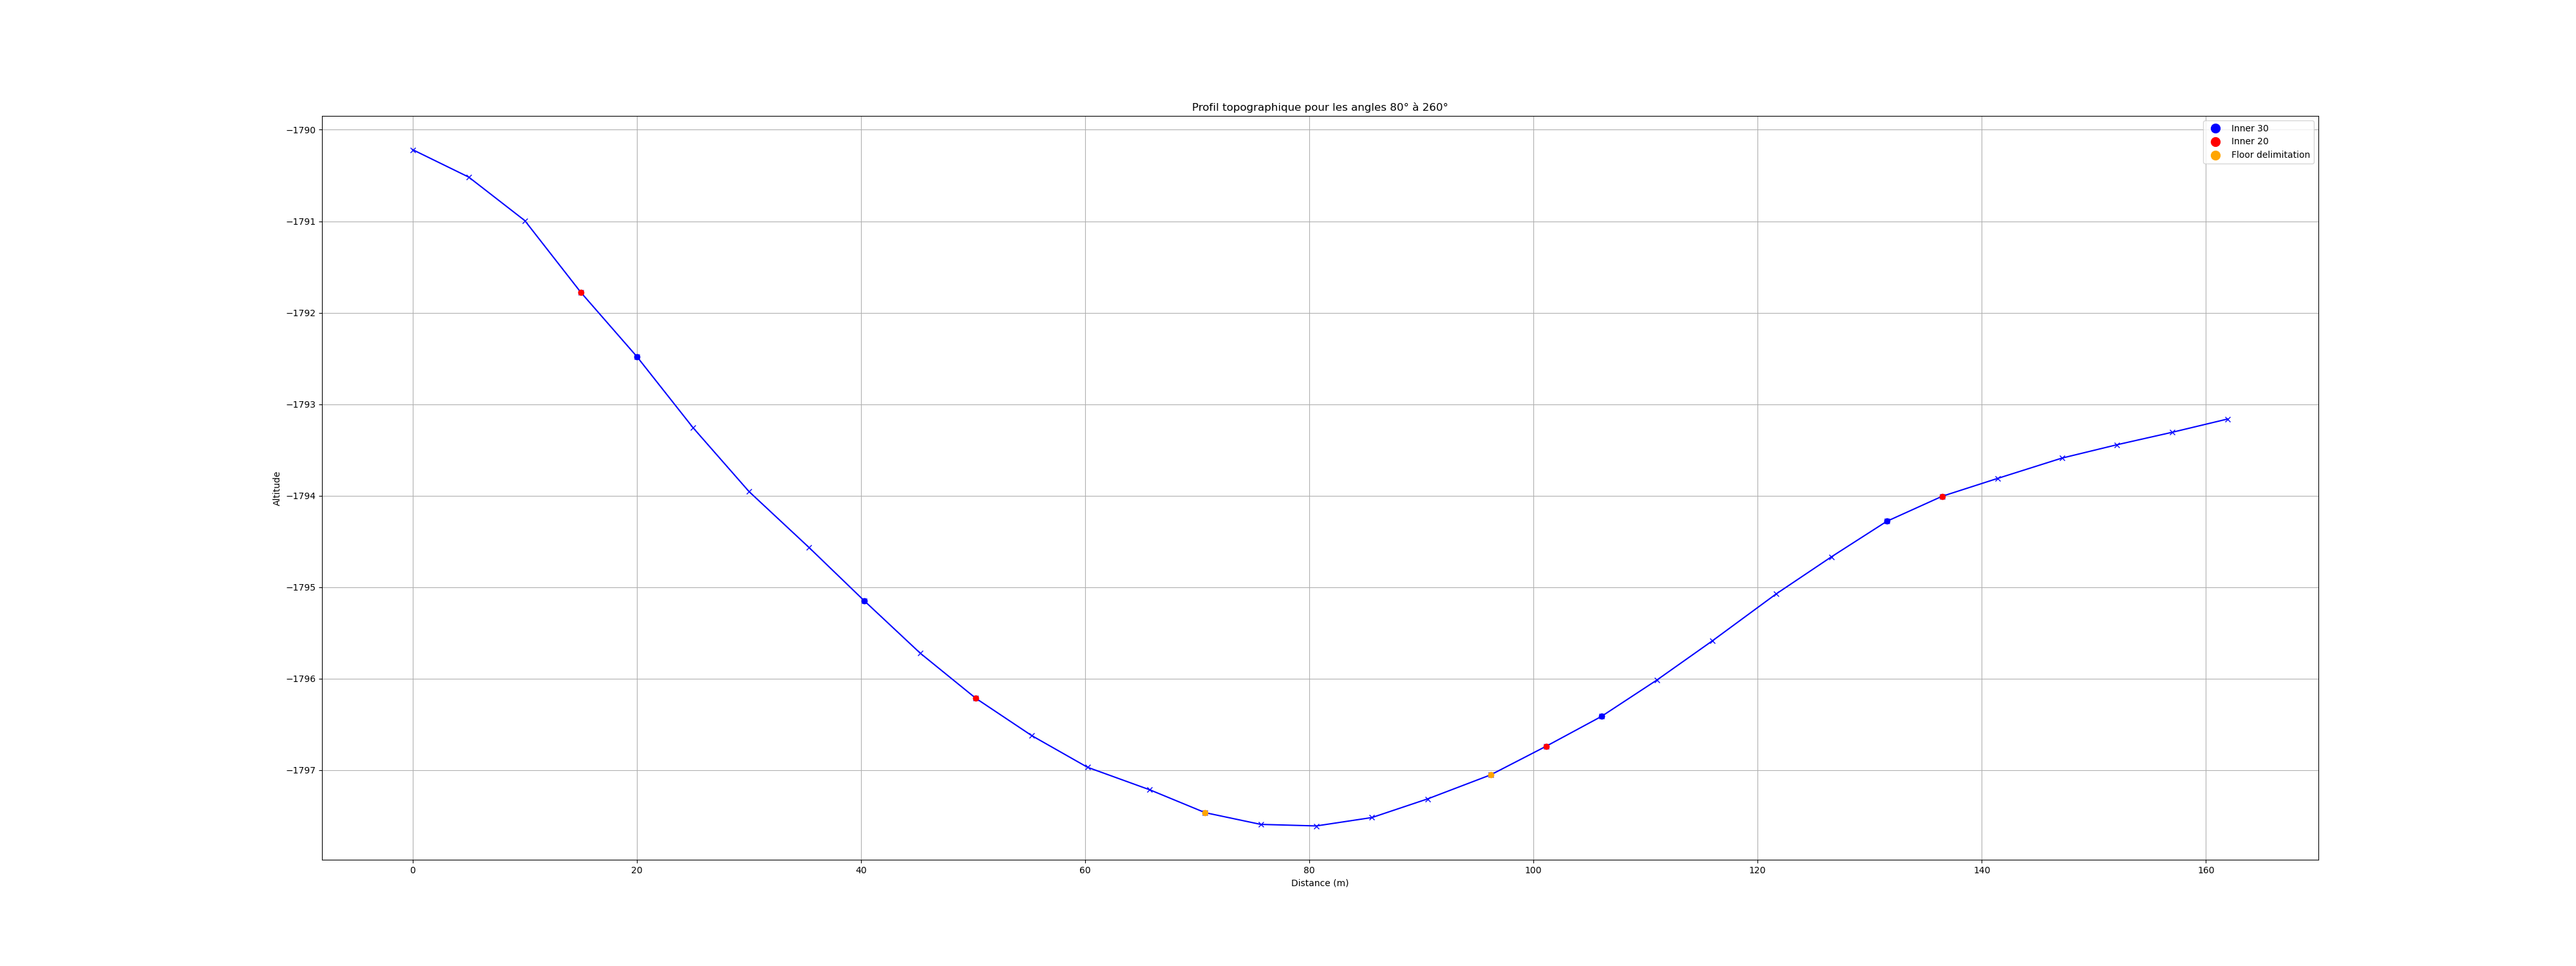 Profil topographique pour les angles 80° à 260°
Inner 30
Inner 20
Floor delimitation
−1790
−1791
−1792
−1793
−1794
−1795
−1796
−1797
Altitude
0 20 40 60 80 100 120 140 160
Distance (m)